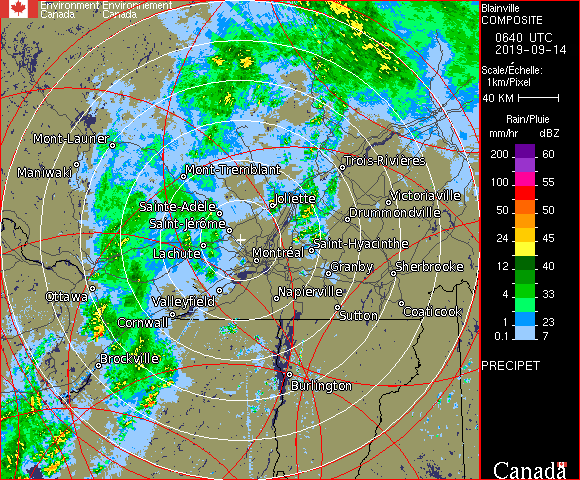 Environment Environnement
Canada Canada
Blainville
COMPOSITE
0640 UTC
2019-09-14
Scale/Échelle:
1km/Pixel
40 KM
Rain/Pluie
mm/hr dBZ
200 60
100 55
50 50
24 45
12 40
4 33
1 23
0.1 7
PRECIPET
Canada
Mont-Laurier
Maniwaki
Mont-Tremblant
Trois-Rivières
Sainte-Adèle
Joliette
Victoriaville
Saint-Jérome
Drummondville
Lachute
Montréal
Saint-Hyacinthe
Granby
Sherbrooke
Ottawa
Valleyfield
Napierville
Cornwall
Sutton
Coaticook
Brockville
Burlington